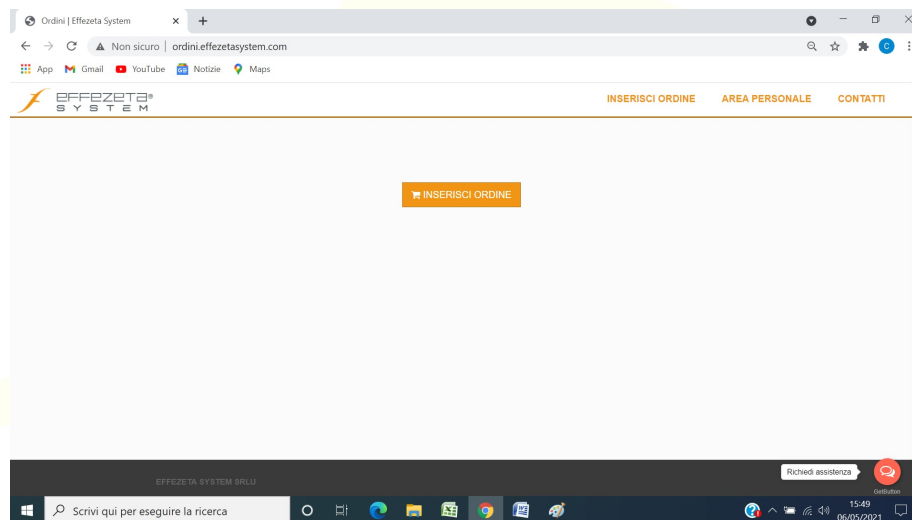 Ordini | Effezeta System
Non sicuro | ordini.effezetasystem.com
App Gmail YouTube Notizie Maps
EFFEZETA®
SYSTEM
INSERISCI ORDINE AREA PERSONALE CONTATTI
INSERISCI ORDINE
Richiedi assistenza
EFFEZETA SYSTEM SRLU
GetButton
Scrivi qui per eseguire la ricerca
15:49
06/05/2021